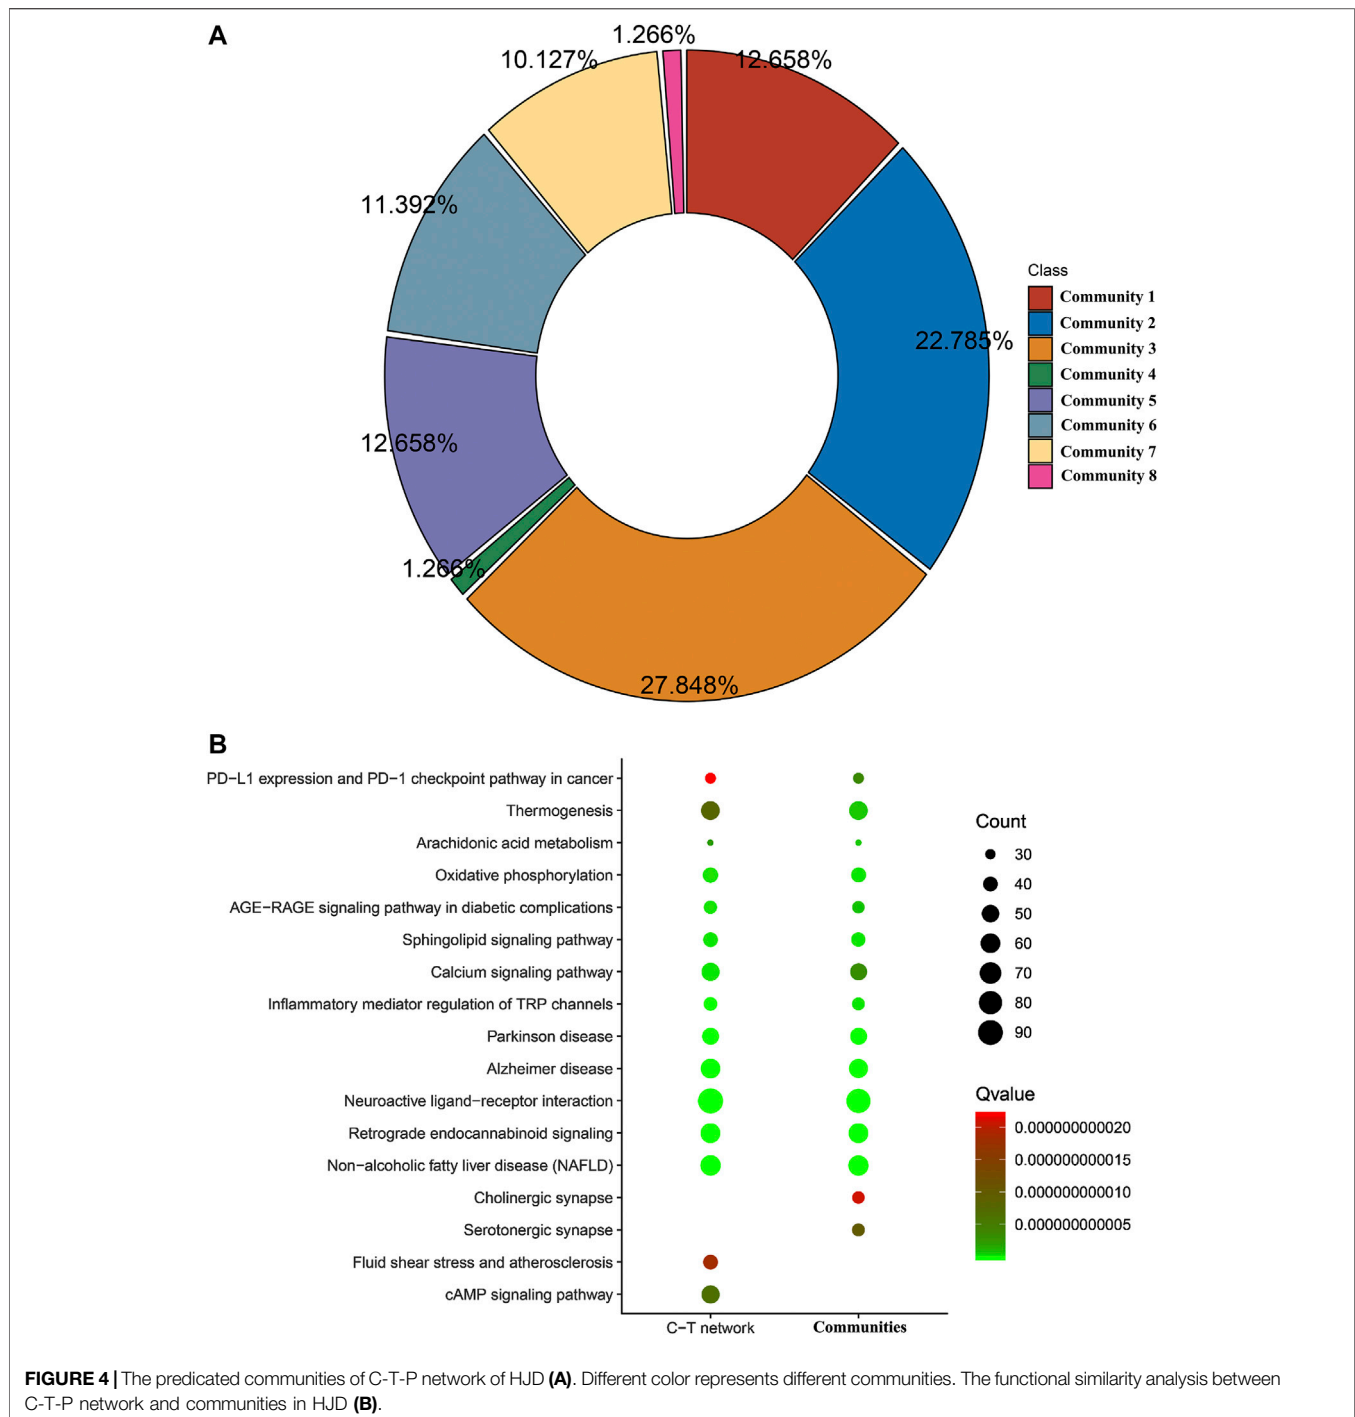 A
1.266%
10.127%
12.658%
11.392%
22.785%
12.658%
1.266%
27.848%
Class
Community 1
Community 2
Community 3
Community 4
Community 5
Community 6
Community 7
Community 8
B
PD−L1 expression and PD−1 checkpoint pathway in cancer
Thermogenesis
Arachidonic acid metabolism
Oxidative phosphorylation
AGE−RAGE signaling pathway in diabetic complications
Sphingolipid signaling pathway
Calcium signaling pathway
Inflammatory mediator regulation of TRP channels
Parkinson disease
Alzheimer disease
Neuroactive ligand−receptor interaction
Retrograde endocannabinoid signaling
Non−alcoholic fatty liver disease (NAFLD)
Cholinergic synapse
Serotonergic synapse
Fluid shear stress and atherosclerosis
cAMP signaling pathway
C−T network
Communities
Count
30
40
50
60
70
80
90
Qvalue
0.000000000020
0.000000000015
0.000000000010
0.000000000005
FIGURE 4 | The predicated communities of C-T-P network of HJD (A). Different color represents different communities. The functional similarity analysis between
C-T-P network and communities in HJD (B).